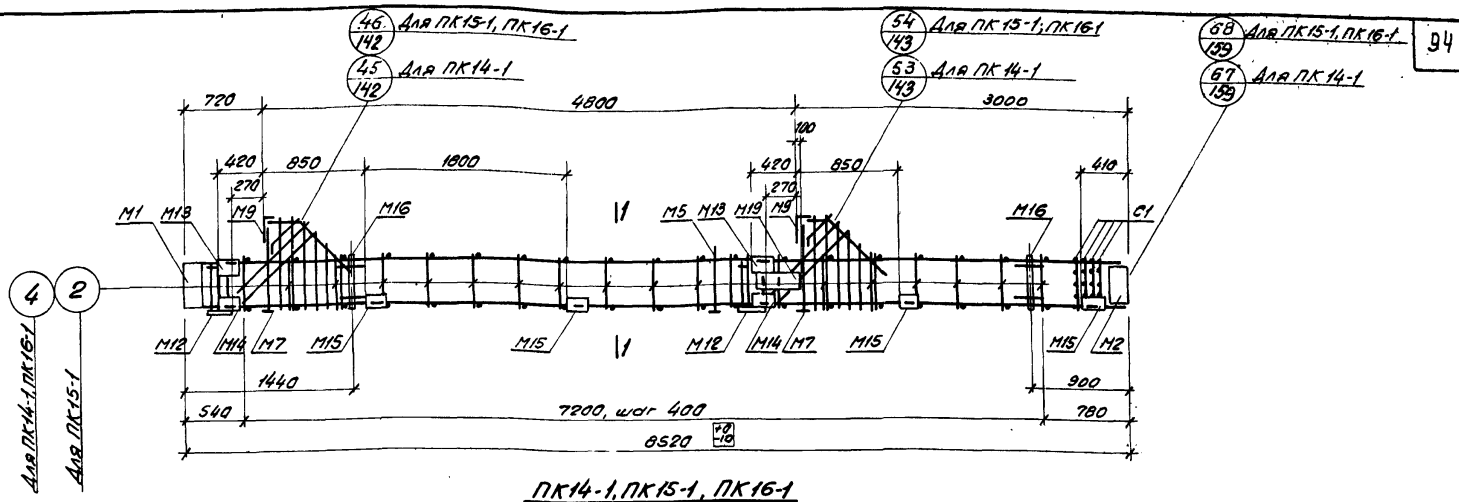 46 Для ПК15-1, ПК16-1
142
45 Для ПК14-1
142
54 Для ПК15-1; ПК16-1
143
53 Для ПК14-1
143
68 Для ПК15-1, ПК16-1
159
67 Для ПК14-1
159
94
720 4800 3000
100
420 850 1800 420 850 410
270 270
М1 М13 М9 М16 1 М5 М13 М19 М9 М16 С1
4 2
М12 М14 М7 М15 М15 1 М12 М14 М7 М15 М15 М2
1440 900
540 7200, шаг 400 780
8520 +0 -10
Для ПК14-1, ПК16-1
Для ПК15-1
ПК14-1, ПК15-1, ПК16-1